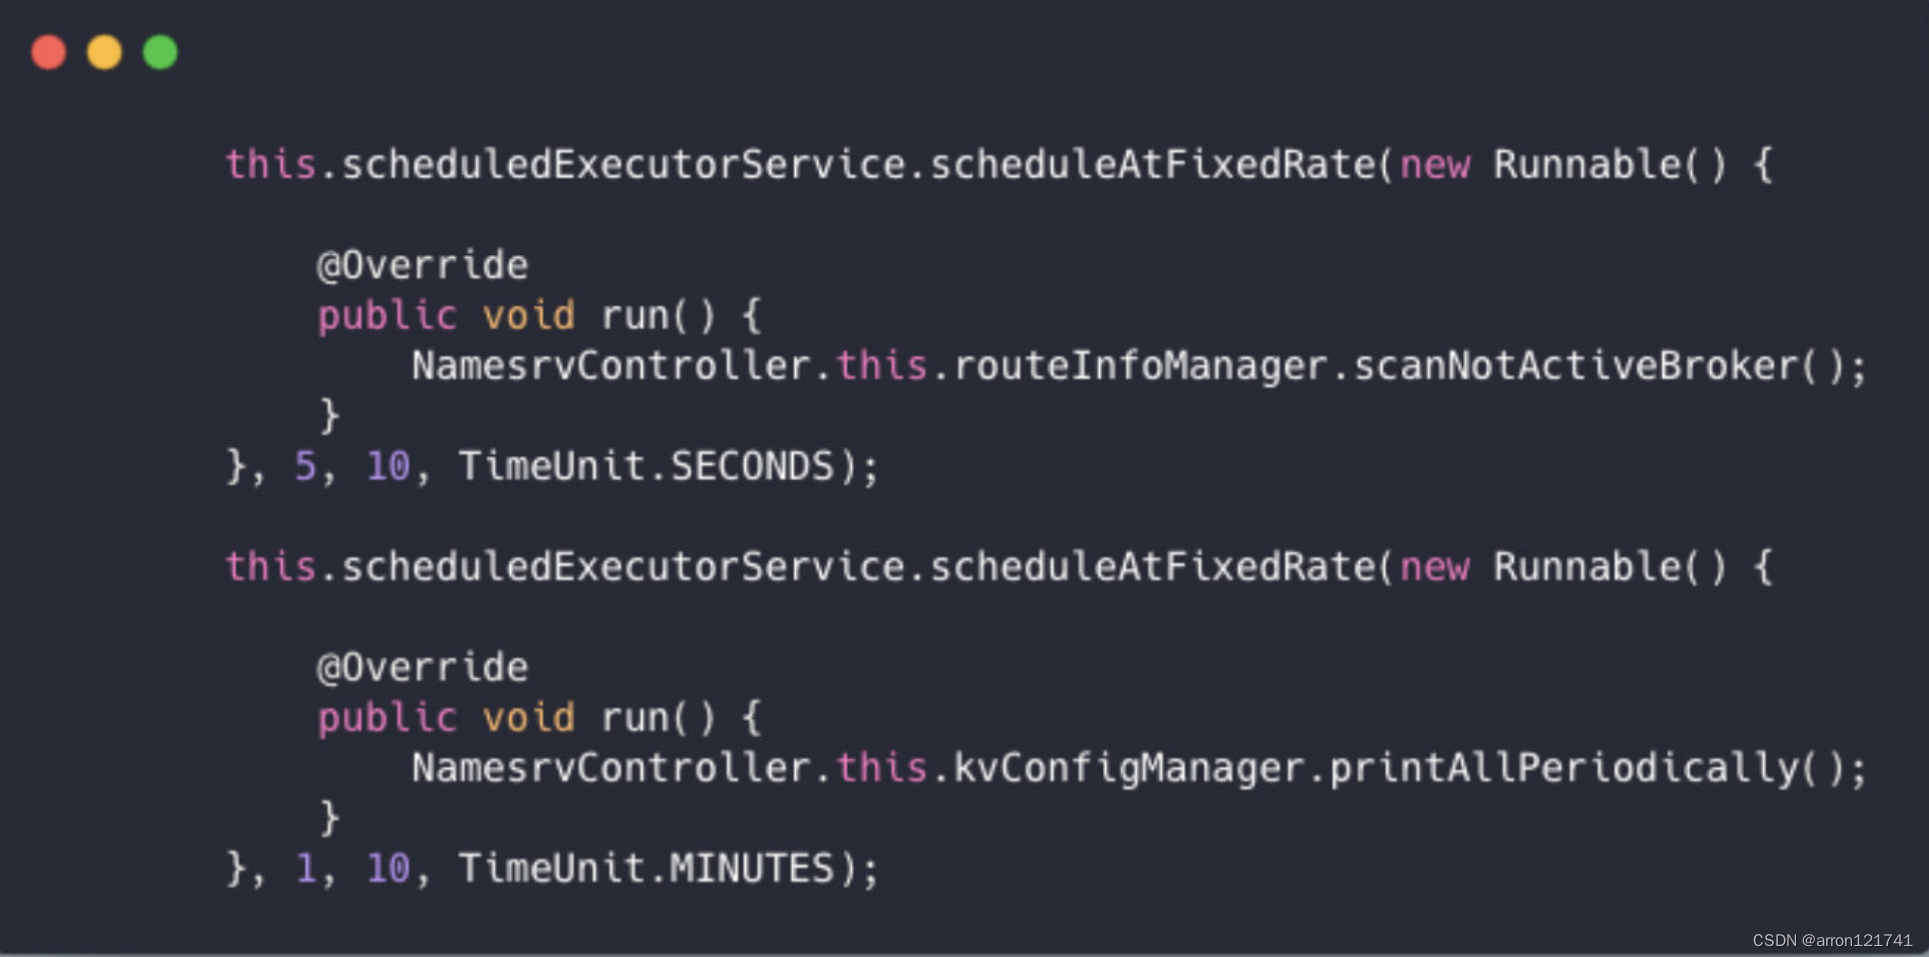 this.scheduledExecutorService.scheduleAtFixedRate(new Runnable() {
@Override
public void run() {
NamesrvController.this.routeInfoManager.scanNotActiveBroker();
}
}, 5, 10, TimeUnit.SECONDS);
this.scheduledExecutorService.scheduleAtFixedRate(new Runnable() {
@Override
public void run() {
NamesrvController.this.kvConfigManager.printAllPeriodically();
}
}, 1, 10, TimeUnit.MINUTES);
CSDN @arron121741